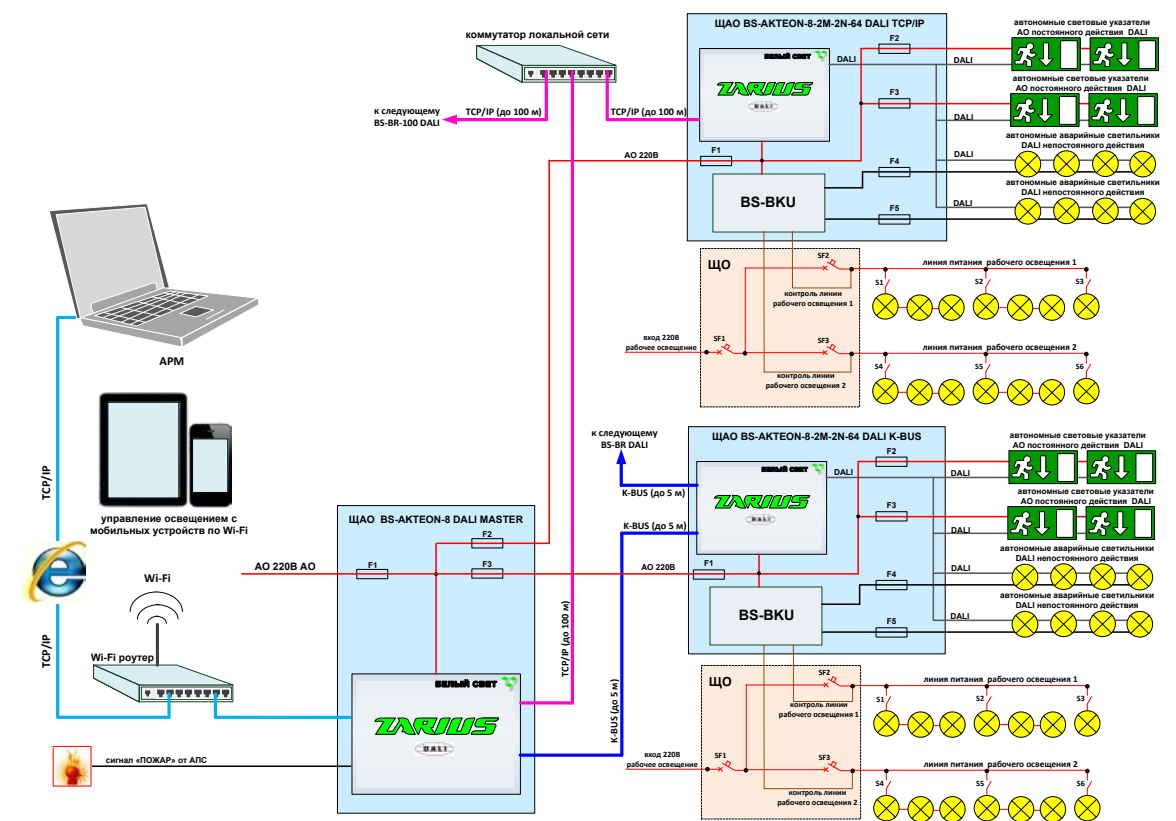 коммутатор локальной сети
к следующему
BS-BR-100 DALI
TCP/IP (до 100 м)
TCP/IP (до 100 м)
ЩАО BS-AKTEON-8-2M-2N-64 DALI TCP/IP
БЕЛЫЙ СВЕТ
ZARIUS
DALI
DALI
F2
F3
F1
F4
F5
АО 220В
BS-BKU
DALI
DALI
DALI
DALI
автономные световые указатели
АО постоянного действия DALI
автономные световые указатели
АО постоянного действия DALI
автономные аварийные светильники
DALI непостоянного действия
автономные аварийные светильники
DALI непостоянного действия
ЩО
SF2
контроль линии
рабочего освещения 1
вход 220В
рабочее освещение
SF1
SF3
контроль линии
рабочего освещения 2
линия питания рабочего освещения 1
S1
S2
S3
линия питания рабочего освещения 2
S4
S5
S6
АРМ
TCP/IP
управление освещением с
мобильных устройств по Wi-Fi
Wi-Fi
TCP/IP
Wi-Fi роутер
сигнал «ПОЖАР» от АПС
АО 220В АО
ЩАО BS-AKTEON-8 DALI MASTER
F2
F1
F3
БЕЛЫЙ СВЕТ
ZARIUS
DALI
TCP/IP (до 100 м)
K-BUS (до 5 м)
к следующему
BS-BR DALI
K-BUS (до 5 м)
K-BUS (до 5 м)
АО 220В
ЩАО BS-AKTEON-8-2M-2N-64 DALI K-BUS
БЕЛЫЙ СВЕТ
ZARIUS
DALI
DALI
F2
F3
F1
F4
F5
BS-BKU
DALI
DALI
DALI
DALI
автономные световые указатели
АО постоянного действия DALI
автономные световые указатели
АО постоянного действия DALI
автономные аварийные светильники
DALI непостоянного действия
автономные аварийные светильники
DALI непостоянного действия
ЩО
SF2
контроль линии
рабочего освещения 1
вход 220В
рабочее освещение
SF1
SF3
контроль линии
рабочего освещения 2
линия питания рабочего освещения 1
S1
S2
S3
линия питания рабочего освещения 2
S4
S5
S6